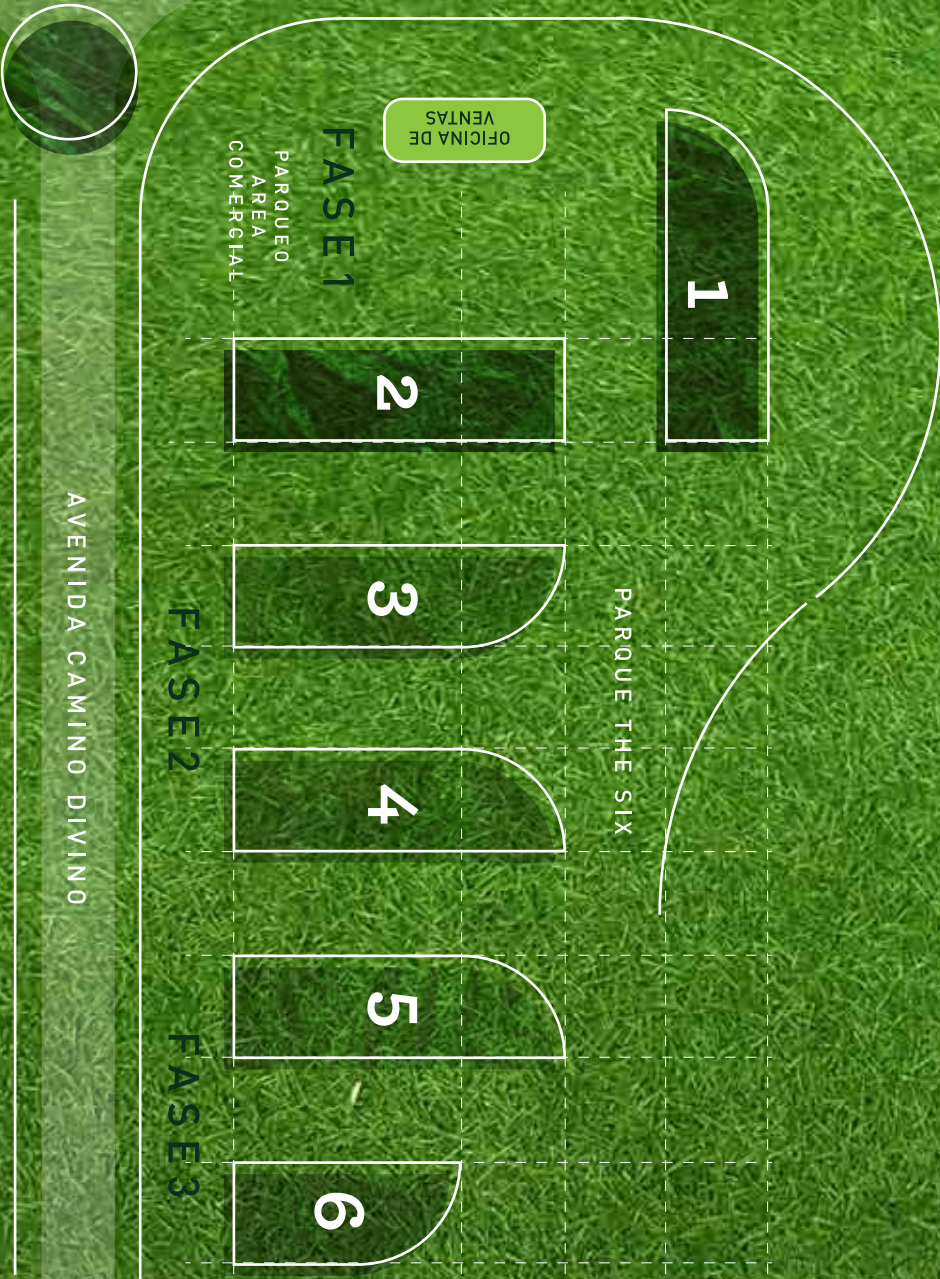 OFICINA DE
VENTAS
FASE 1
PARQUEO
AREA
COMERCIAL
1
2
3
4
5
6
FASE 2
FASE 3
PARQUE THE SIX
AVENIDA CAMINO DIVINO